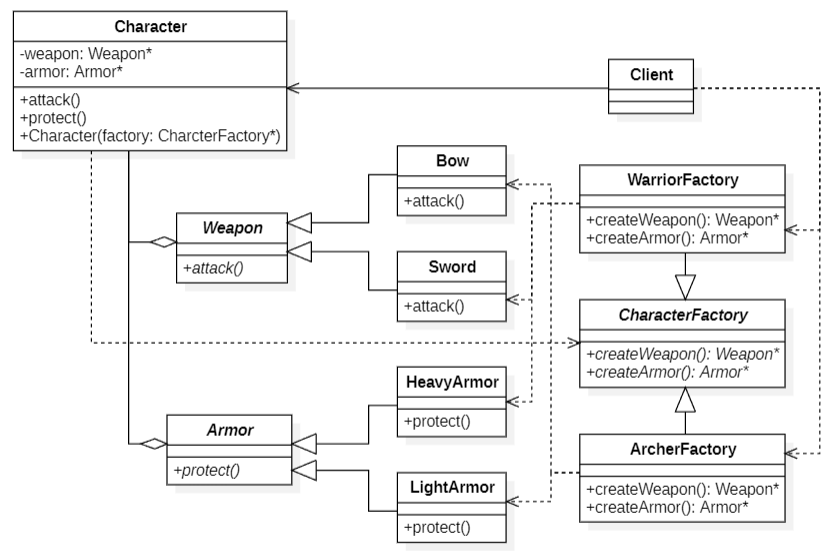 Character
-weapon: Weapon*
-armor: Armor*
+attack()
+protect()
+Character(factory: CharcterFactory*)
Client
Bow
+attack()
WarriorFactory
+createWeapon(): Weapon*
+createArmor(): Armor*
Weapon
+attack()
Sword
+attack()
CharacterFactory
+createWeapon(): Weapon*
+createArmor(): Armor*
HeavyArmor
+protect()
Armor
+protect()
ArcherFactory
+createWeapon(): Weapon*
+createArmor(): Armor*
LightArmor
+protect()